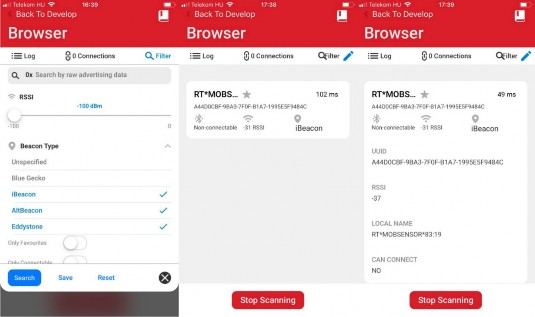 Telekom HU 16:39
Back To Develop
Browser
Log 0 Connections Filter
0x Search by raw advertising data
RSSI
-100 dBm
-100 0
Beacon Type
Unspecified
Blue Gecko
iBeacon
AltBeacon
Eddystone
Only Favourites
Only Connectable
Search Save Reset
Telekom HU 17:38
Back To Develop
Browser
Log 0 Connections Filter
RT*MOBS... 102 ms
A44D0CBF-9BA3-7F0F-B1A7-1995E5F9484C
Non-connectable -31 RSSI iBeacon
Stop Scanning
Telekom HU 17:39
Back To Develop
Browser
Log 0 Connections Filter
RT*MOBS... 49 ms
A44D0CBF-9BA3-7F0F-B1A7-1995E5F9484C
Non-connectable -31 RSSI iBeacon
UUID
A44D0CBF-9BA3-7F0F-B1A7-1995E5F9484C
RSSI
-37
LOCAL NAME
RT*MOBSENSOR*83:19
CAN CONNECT
NO
Stop Scanning